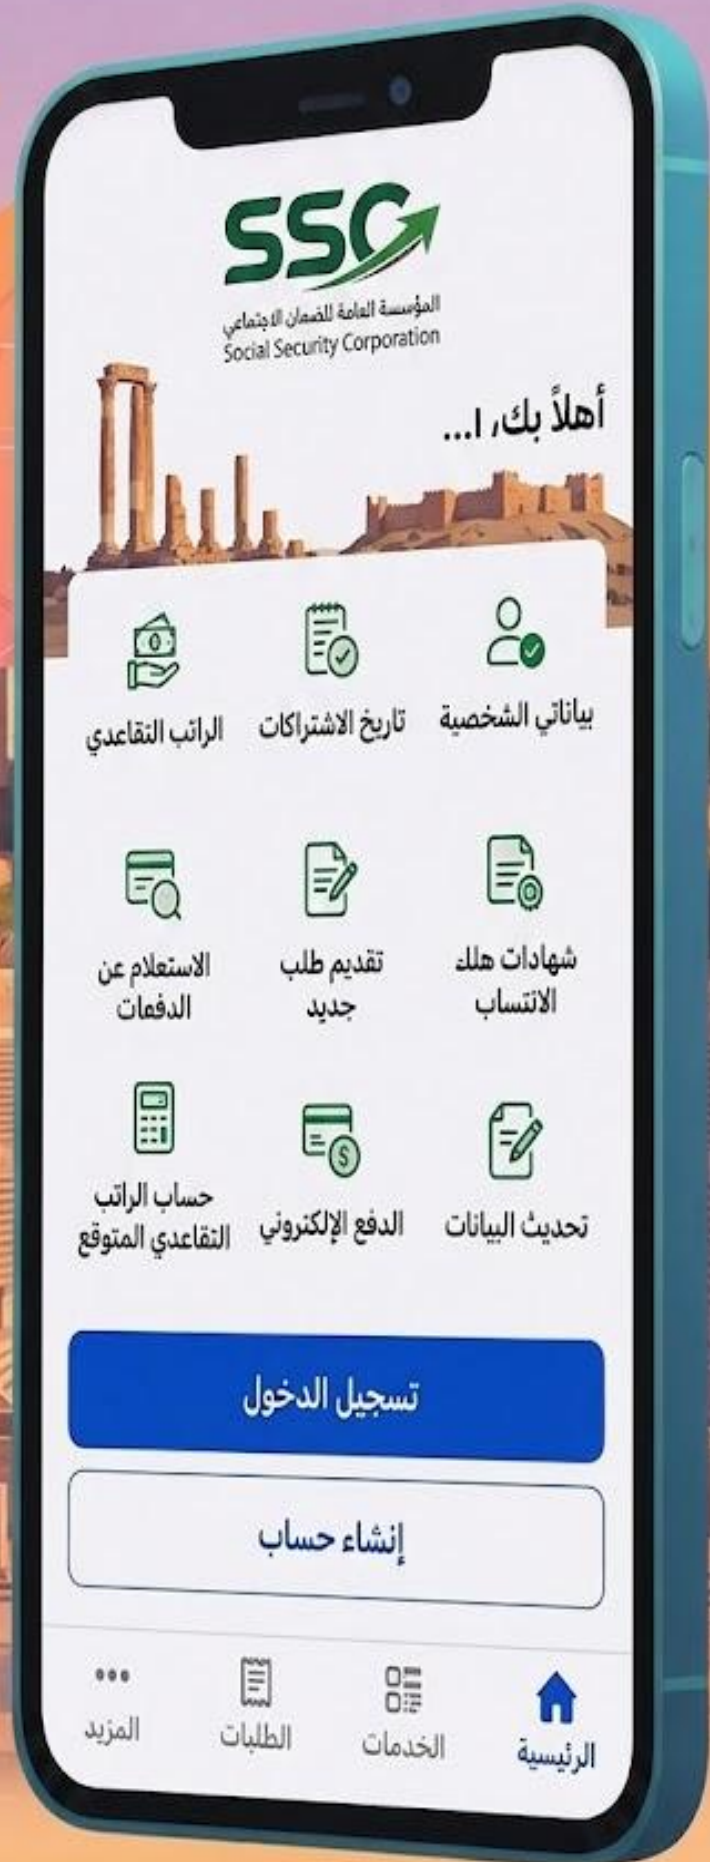 SSC
المؤسسة العامة للضمان الاجتماعي
Social Security Corporation
أهلاً بك، ا...
بياناتي الشخصية
تاريخ الاشتراكات
الراتب التقاعدي
شهادات هلك
الانتساب
تقديم طلب
جديد
الاستعلام عن
الدفعات
تحديث البيانات
الدفع الإلكتروني
حساب الراتب
التقاعدي المتوقع
تسجيل الدخول
إنشاء حساب
الرئيسية
الخدمات
الطلبات
المزيد